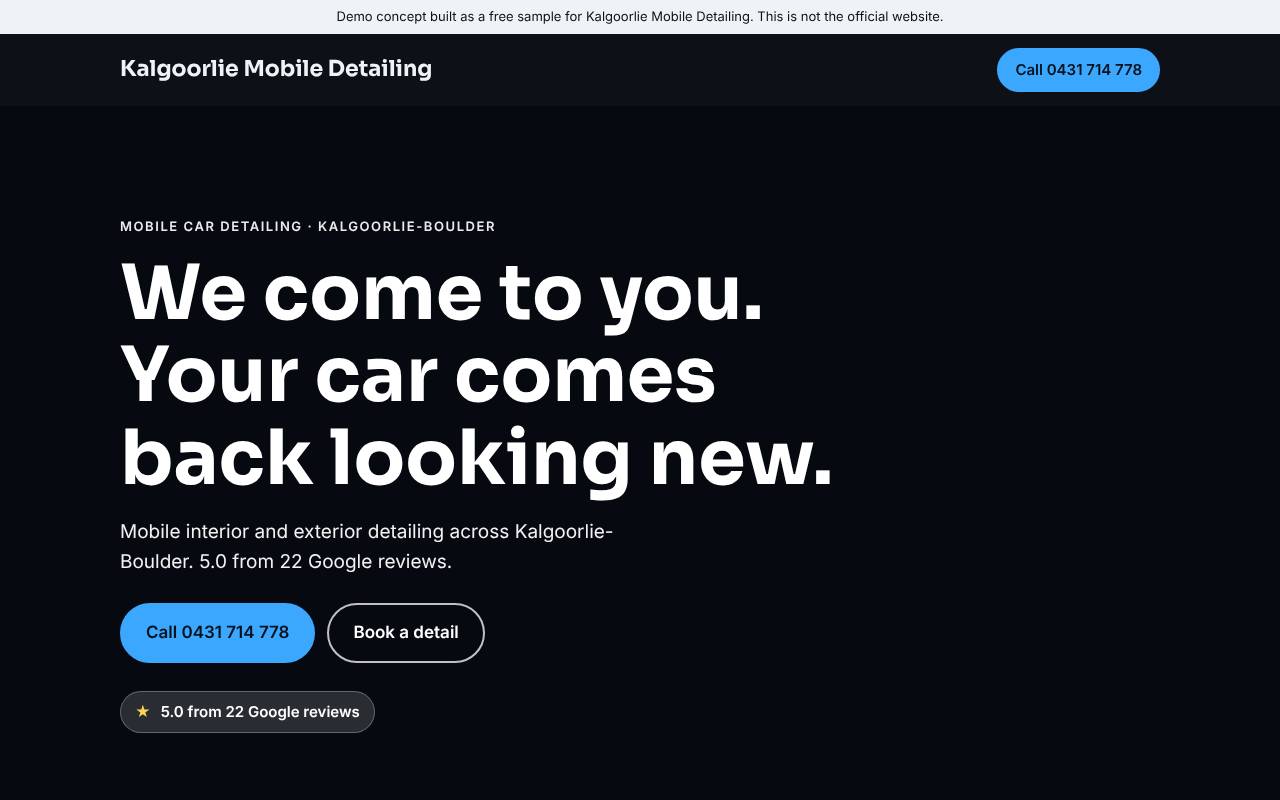 Demo concept built as a free sample for Kalgoorlie Mobile Detailing. This is not the official website.
Kalgoorlie Mobile Detailing
Call 0431 714 778
MOBILE CAR DETAILING · KALGOORLIE-BOULDER
We come to you.
Your car comes
back looking new.
Mobile interior and exterior detailing across Kalgoorlie-
Boulder. 5.0 from 22 Google reviews.
Call 0431 714 778
Book a detail
★ 5.0 from 22 Google reviews